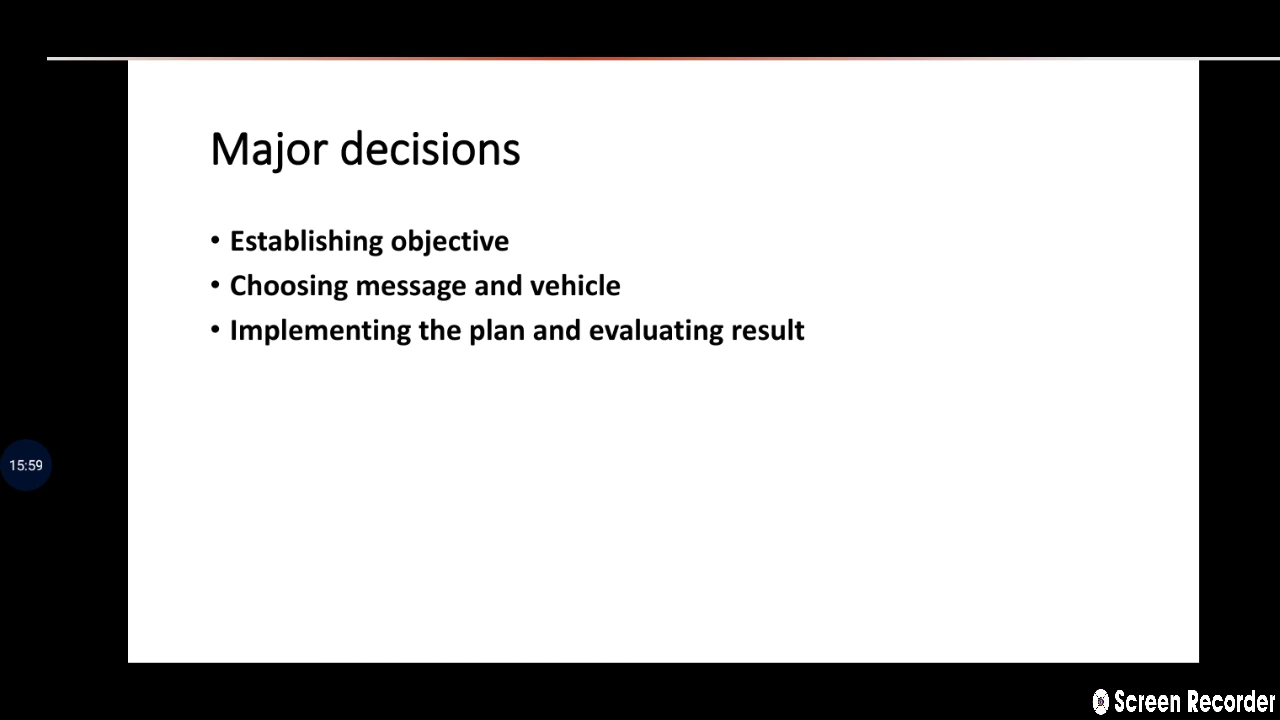 Major decisions
• Establishing objective
• Choosing message and vehicle
• Implementing the plan and evaluating result
15:59
Screen Recorder